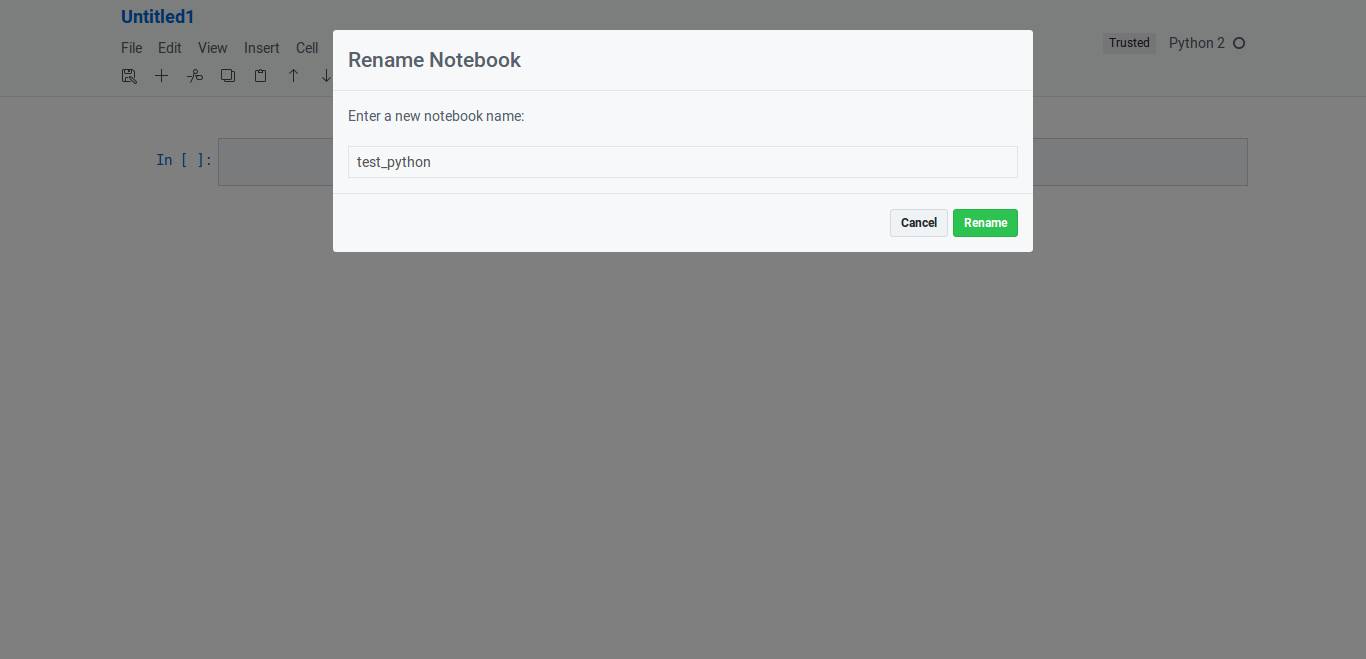 Untitled1
File Edit View Insert Cell
Trusted Python 2
Rename Notebook
Enter a new notebook name:
In [ ]:
test_python
Cancel Rename